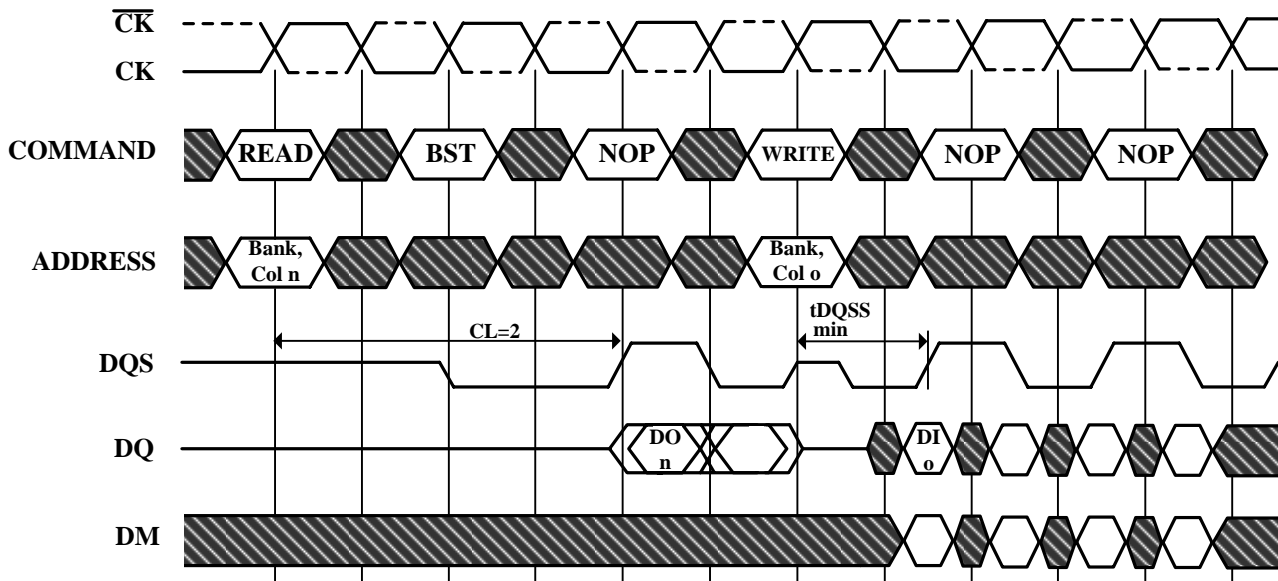 CK
CK
COMMAND
READ
BST
NOP
WRITE
NOP
NOP
ADDRESS
Bank,
Col n
Bank,
Col o
CL=2
tDQSS
min
DQS
DQ
DO
n
DI
o
DM